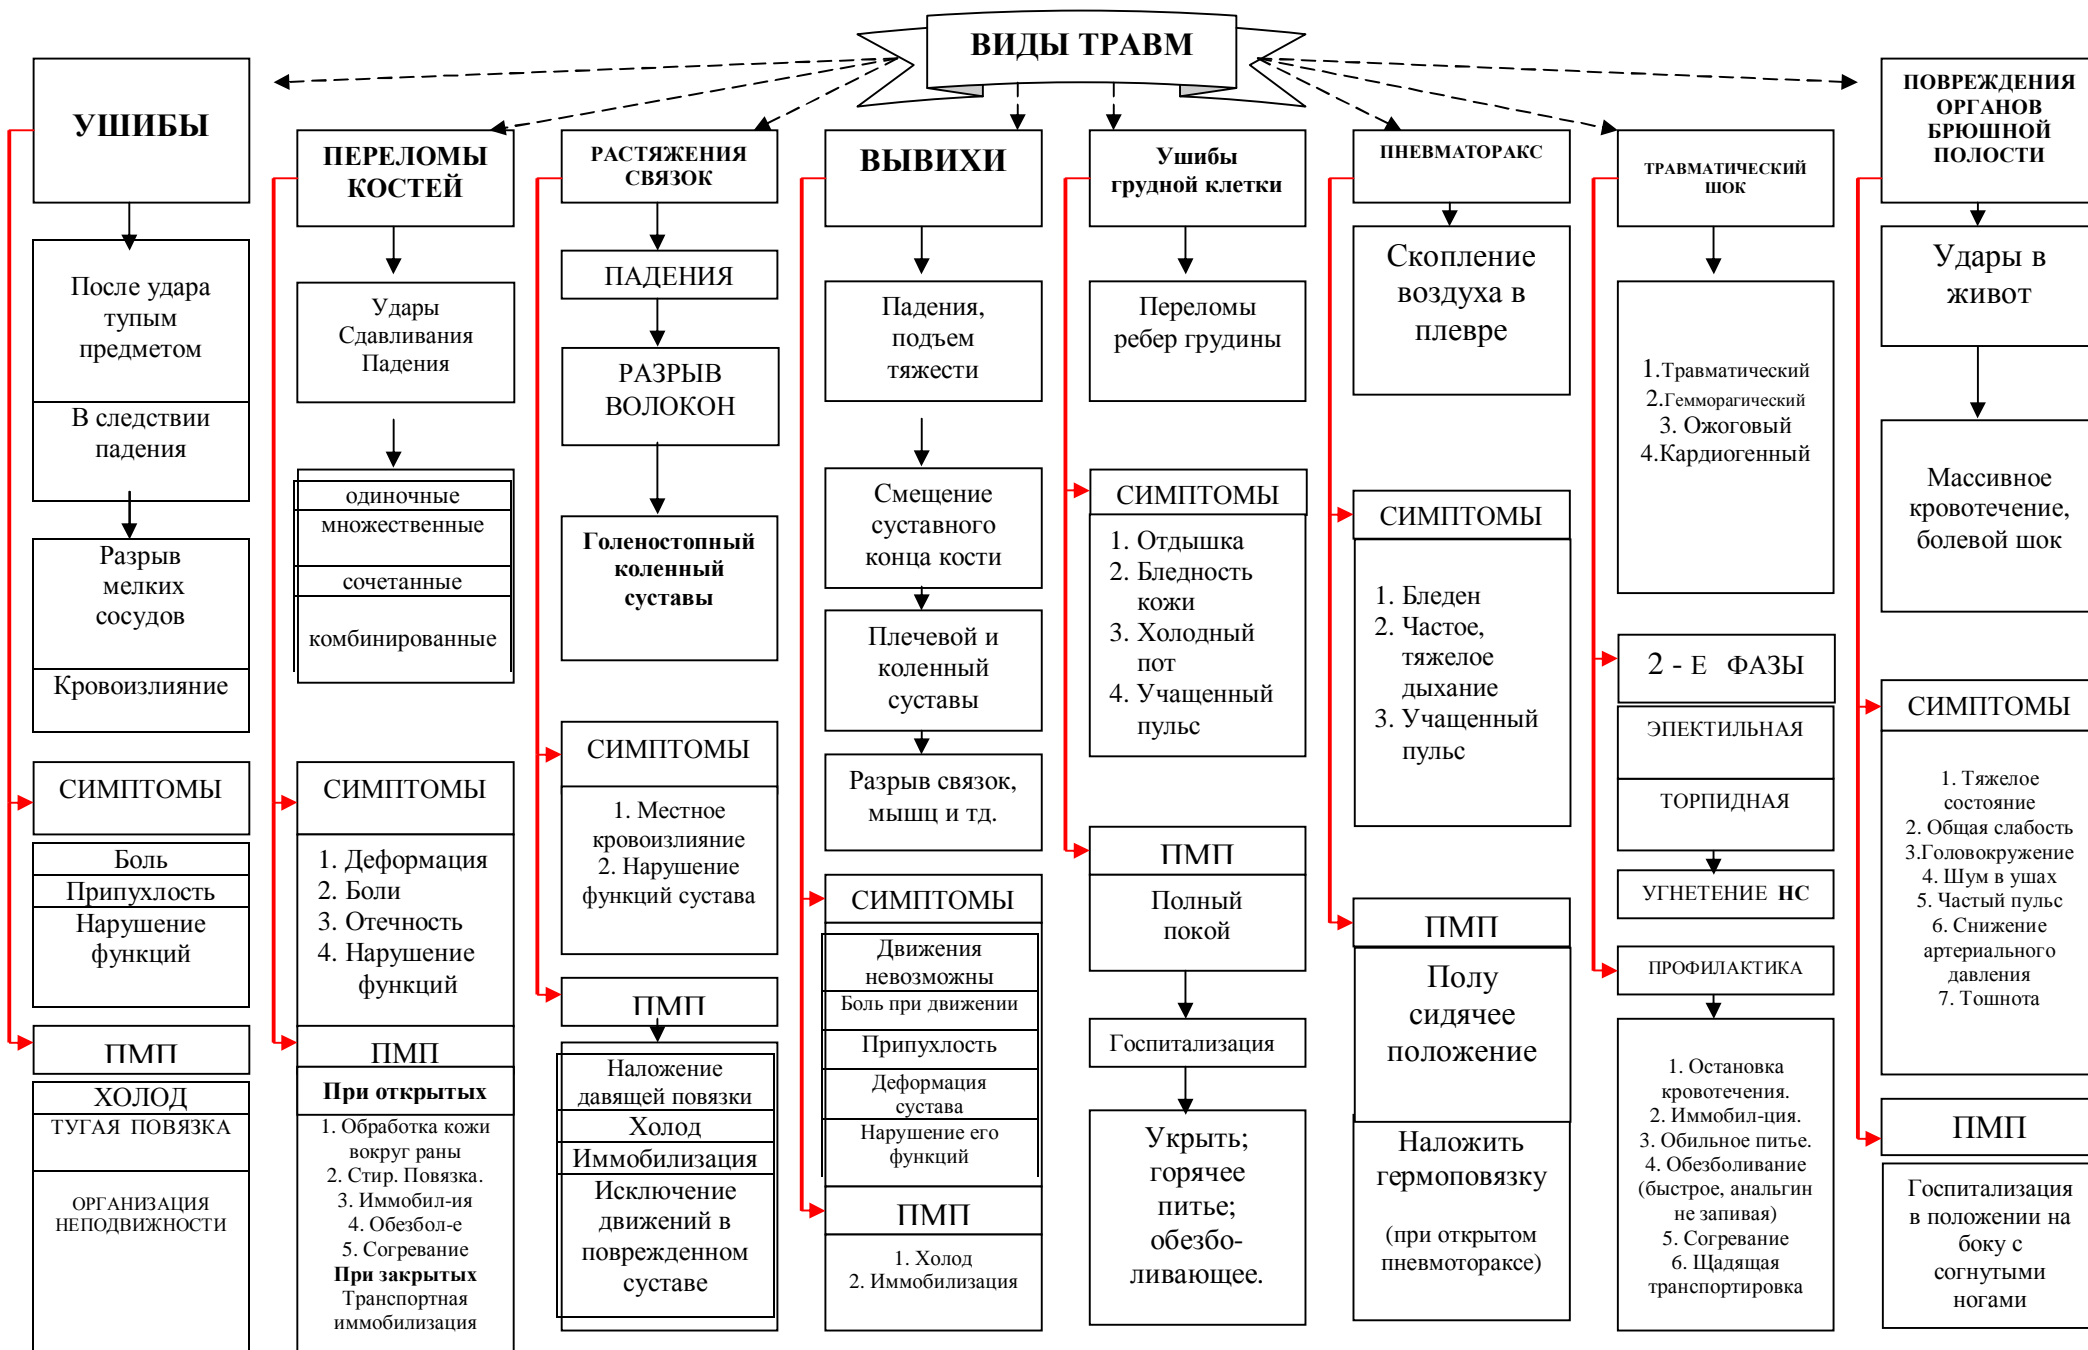 ВИДЫ ТРАВМ
УШИБЫ
После удара
тупым
предметом
В следствии
падения
Разрыв
мелких
сосудов
Кровоизлияние
СИМПТОМЫ
Боль
Припухлость
Нарушение
функций
ПМП
ХОЛОД
ТУГАЯ ПОВЯЗКА
ОРГАНИЗАЦИЯ
НЕПОДВИЖНОСТИ
ПЕРЕЛОМЫ
КОСТЕЙ
Удары
Сдавливания
Падения
одиночные
множественные
сочетанные
комбинированные
СИМПТОМЫ
1. Деформация
2. Боли
3. Отечность
4. Нарушение
функций
ПМП
При открытых
1. Обработка кожи
вокруг раны
2. Стир. Повязка.
3. Иммобил-ия
4. Обезбол-е
5. Согревание
При закрытых
Транспортная
иммобилизация
РАСТЯЖЕНИЯ
СВЯЗОК
ПАДЕНИЯ
РАЗРЫВ
ВОЛОКОН
Голеностопный
коленный
суставы
СИМПТОМЫ
1. Местное
кровоизлияние
2. Нарушение
функций сустава
ПМП
Наложение
давящей повязки
Холод
Иммобилизация
Исключение
движений в
поврежденном
суставе
ВЫВИХИ
Падения,
подъем
тяжести
Смещение
суставного
конца кости
Плечевой и
коленный
суставы
Разрыв связок,
мышц и тд.
СИМПТОМЫ
Движения
невозможны
Боль при движении
Припухлость
Деформация
сустава
Нарушение его
функций
ПМП
1. Холод
2. Иммобилизация
Ушибы
грудной клетки
Переломы
ребер грудины
СИМПТОМЫ
1. Отдышка
2. Бледность
кожи
3. Холодный
пот
4. Учащенный
пульс
ПМП
Полный
покой
Госпитализация
Укрыть;
горячее
питье;
обезбо-
ливающее.
ПНЕВМАТОРАКС
Скопление
воздуха в
плевре
СИМПТОМЫ
1. Бледен
2. Частое,
тяжелое
дыхание
3. Учащенный
пульс
ПМП
Полу
сидячее
положение
Наложить
гермоповязку
(при открытом
пневмотораксе)
ТРАВМАТИЧЕСКИЙ
ШОК
1.Травматический
2.Гемморагический
3. Ожоговый
4.Кардиогенный
2 - Е ФАЗЫ
ЭПЕКТИЛЬНАЯ
ТОРПИДНАЯ
УГНЕТЕНИЕ НС
ПРОФИЛАКТИКА
1. Остановка
кровотечения.
2. Иммобил-ция.
3. Обильное питье.
4. Обезболивание
(быстрое, анальгин
не запивая)
5. Согревание
6. Щадящая
транспортировка
ПОВРЕЖДЕНИЯ
ОРГАНОВ
БРЮШНОЙ
ПОЛОСТИ
Удары в
живот
Массивное
кровотечение,
болевой шок
СИМПТОМЫ
1. Тяжелое
состояние
2. Общая слабость
3.Головокружение
4. Шум в ушах
5. Частый пульс
6. Снижение
артериального
давления
7. Тошнота
ПМП
Госпитализация
в положении на
боку с
согнутыми
ногами